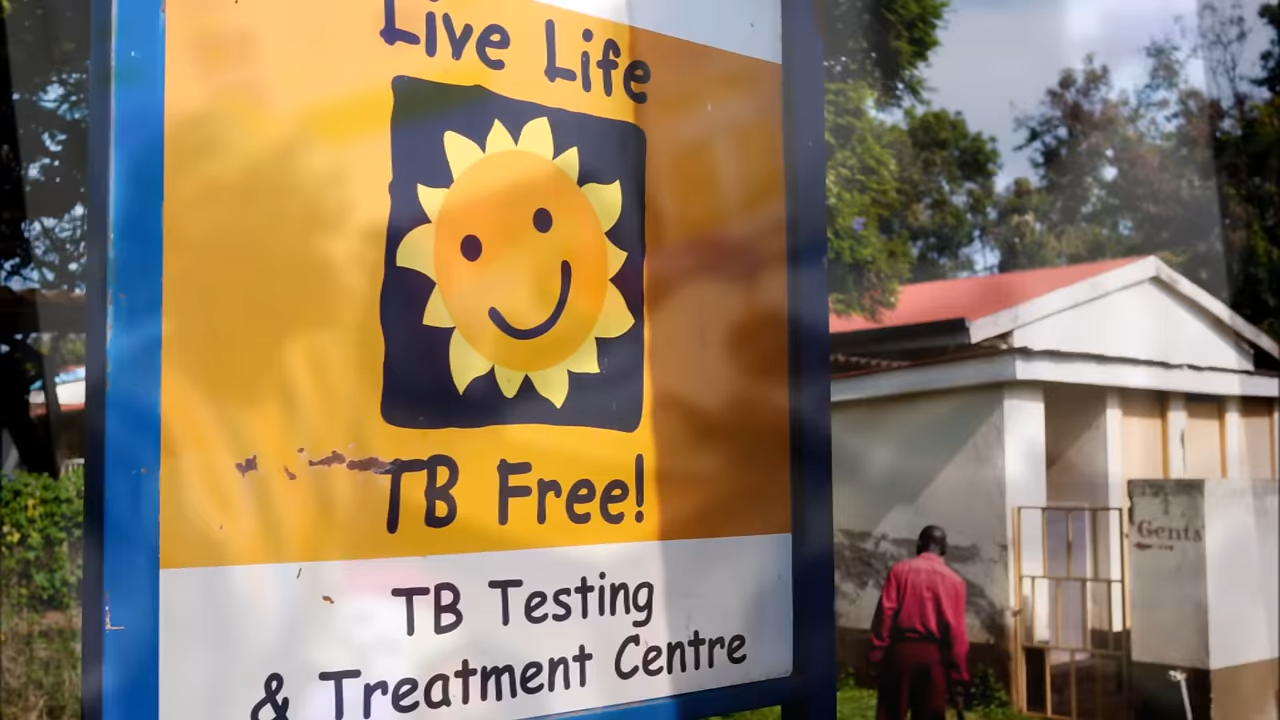 Live Life
TB Free!
TB Testing
& Treatment Centre
Gents